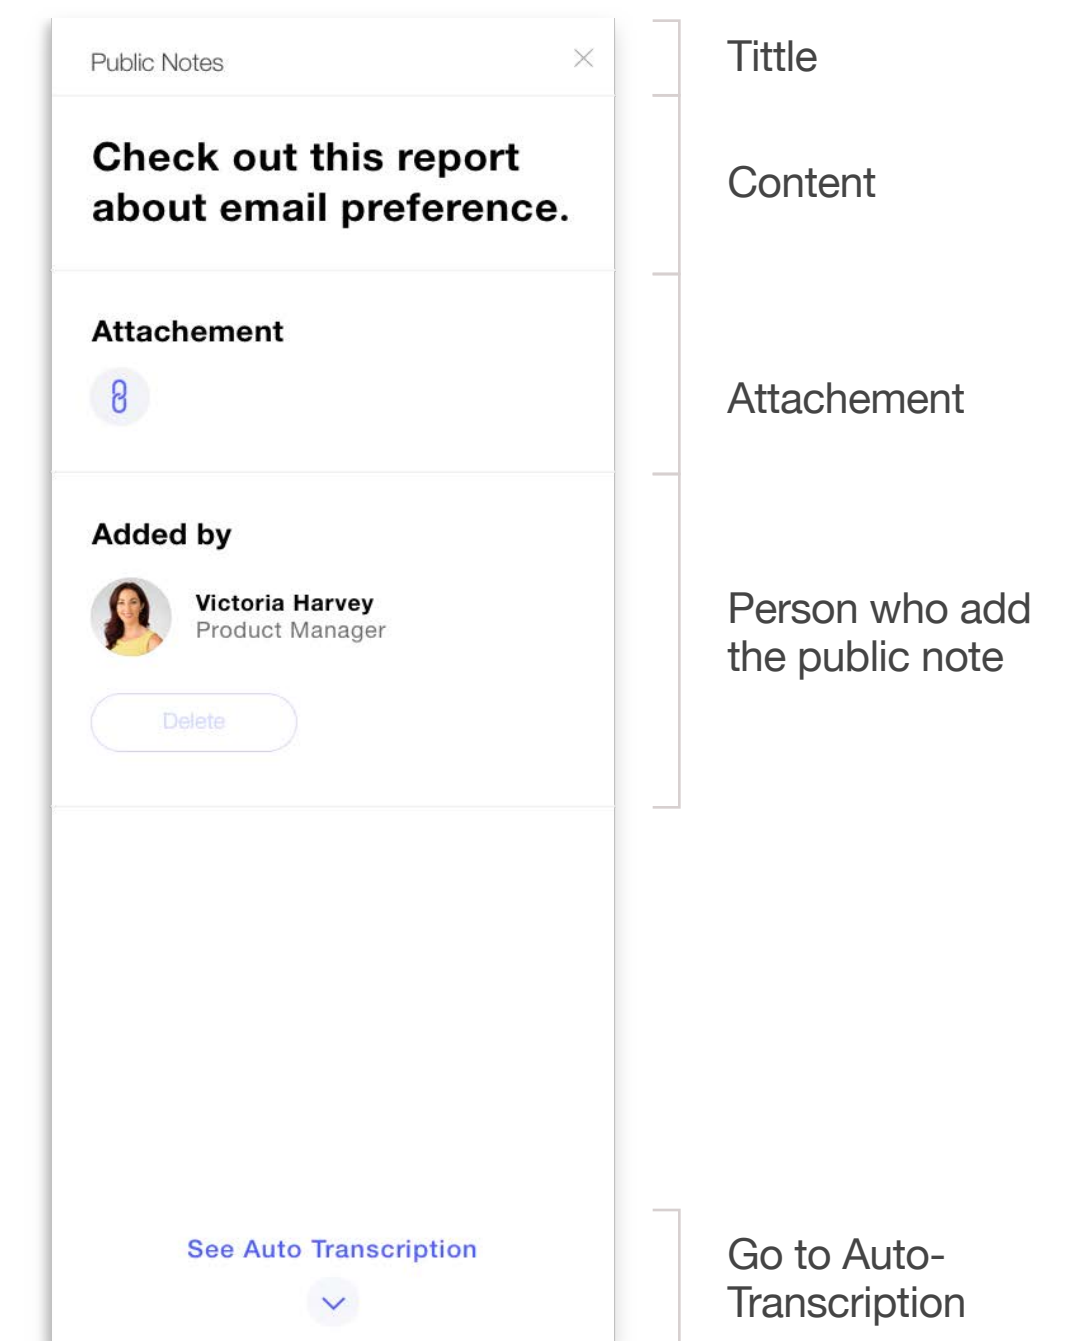 Public Notes
Tittle
Check out this report
about email preference.
Content
Attachement
Attachement
Added by
Victoria Harvey
Product Manager
Person who add
the public note
Delete
See Auto Transcription
Go to Auto-
Transcription